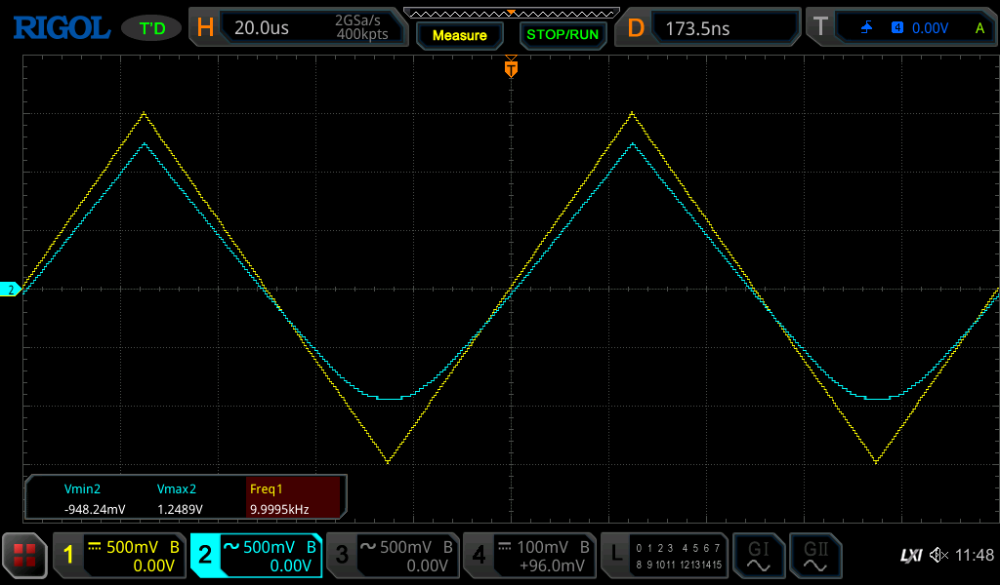 RIGOL T'D H 20.0us 2GSa/s 400kpts Measure STOP/RUN D 173.5ns T 4 0.00V A
T
2
Vmin2 Vmax2 Freq1
-948.24mV 1.2489V 9.9995kHz
1 500mV B 0.00V
2 500mV B 0.00V
3 500mV B 0.00V
4 100mV B +96.0mV
L 0 1 2 3 4 5 6 7
8 9 10 11 12 13 14 15
GI GII
LXI 11:48